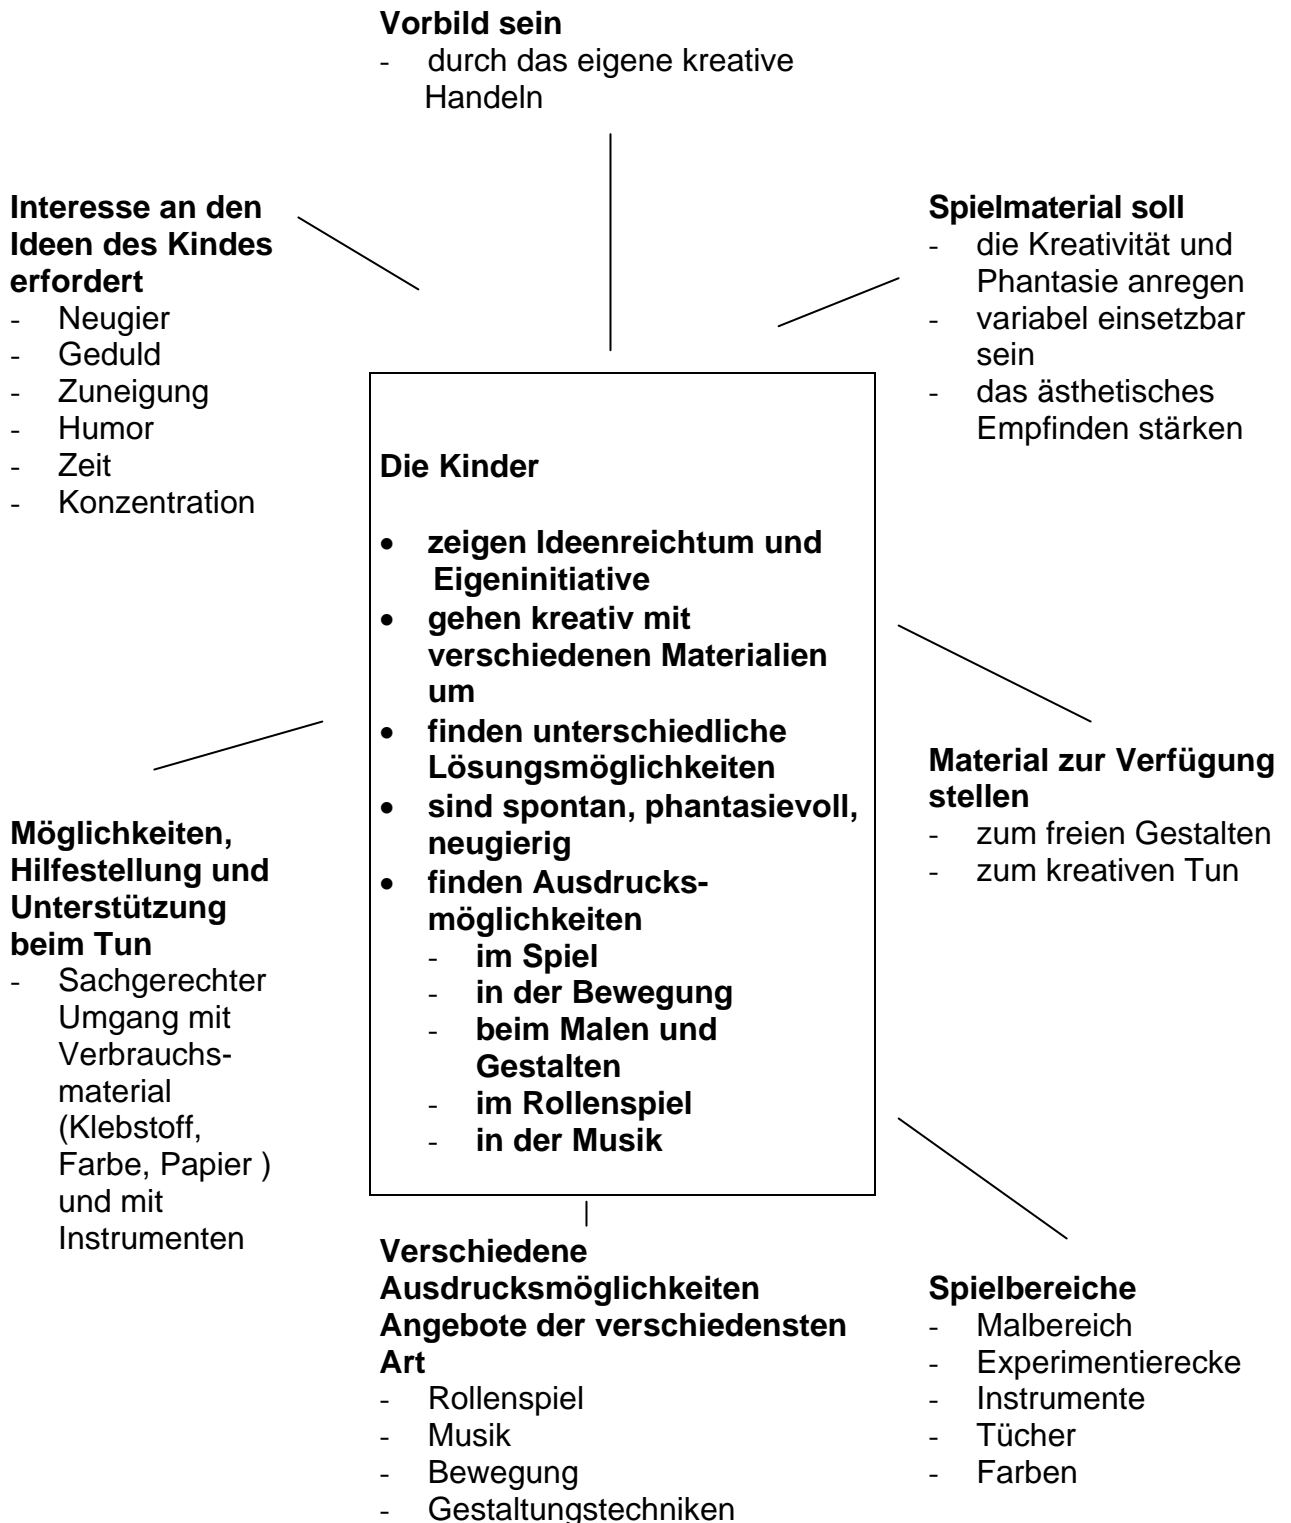 Vorbild sein
- durch das eigene kreative
Handeln
Interesse an den
Ideen des Kindes
erfordert
- Neugier
- Geduld
- Zuneigung
- Humor
- Zeit
- Konzentration
Spielmaterial soll
- die Kreativität und
Phantasie anregen
- variabel einsetzbar
sein
- das ästhetisches
Empfinden stärken
Die Kinder
• zeigen Ideenreichtum und
Eigeninitiative
• gehen kreativ mit
verschiedenen Materialien
um
• finden unterschiedliche
Lösungsmöglichkeiten
• sind spontan, phantasievoll,
neugierig
• finden Ausdrucks-
möglichkeiten
- im Spiel
- in der Bewegung
- beim Malen und
Gestalten
- im Rollenspiel
- in der Musik
Material zur Verfügung
stellen
- zum freien Gestalten
- zum kreativen Tun
Möglichkeiten,
Hilfestellung und
Unterstützung
beim Tun
- Sachgerechter
Umgang mit
Verbrauchs-
material
(Klebstoff,
Farbe, Papier )
und mit
Instrumenten
Verschiedene
Ausdrucksmöglichkeiten
Angebote der verschiedensten
Art
- Rollenspiel
- Musik
- Bewegung
- Gestaltungstechniken
Spielbereiche
- Malbereich
- Experimentierecke
- Instrumente
- Tücher
- Farben